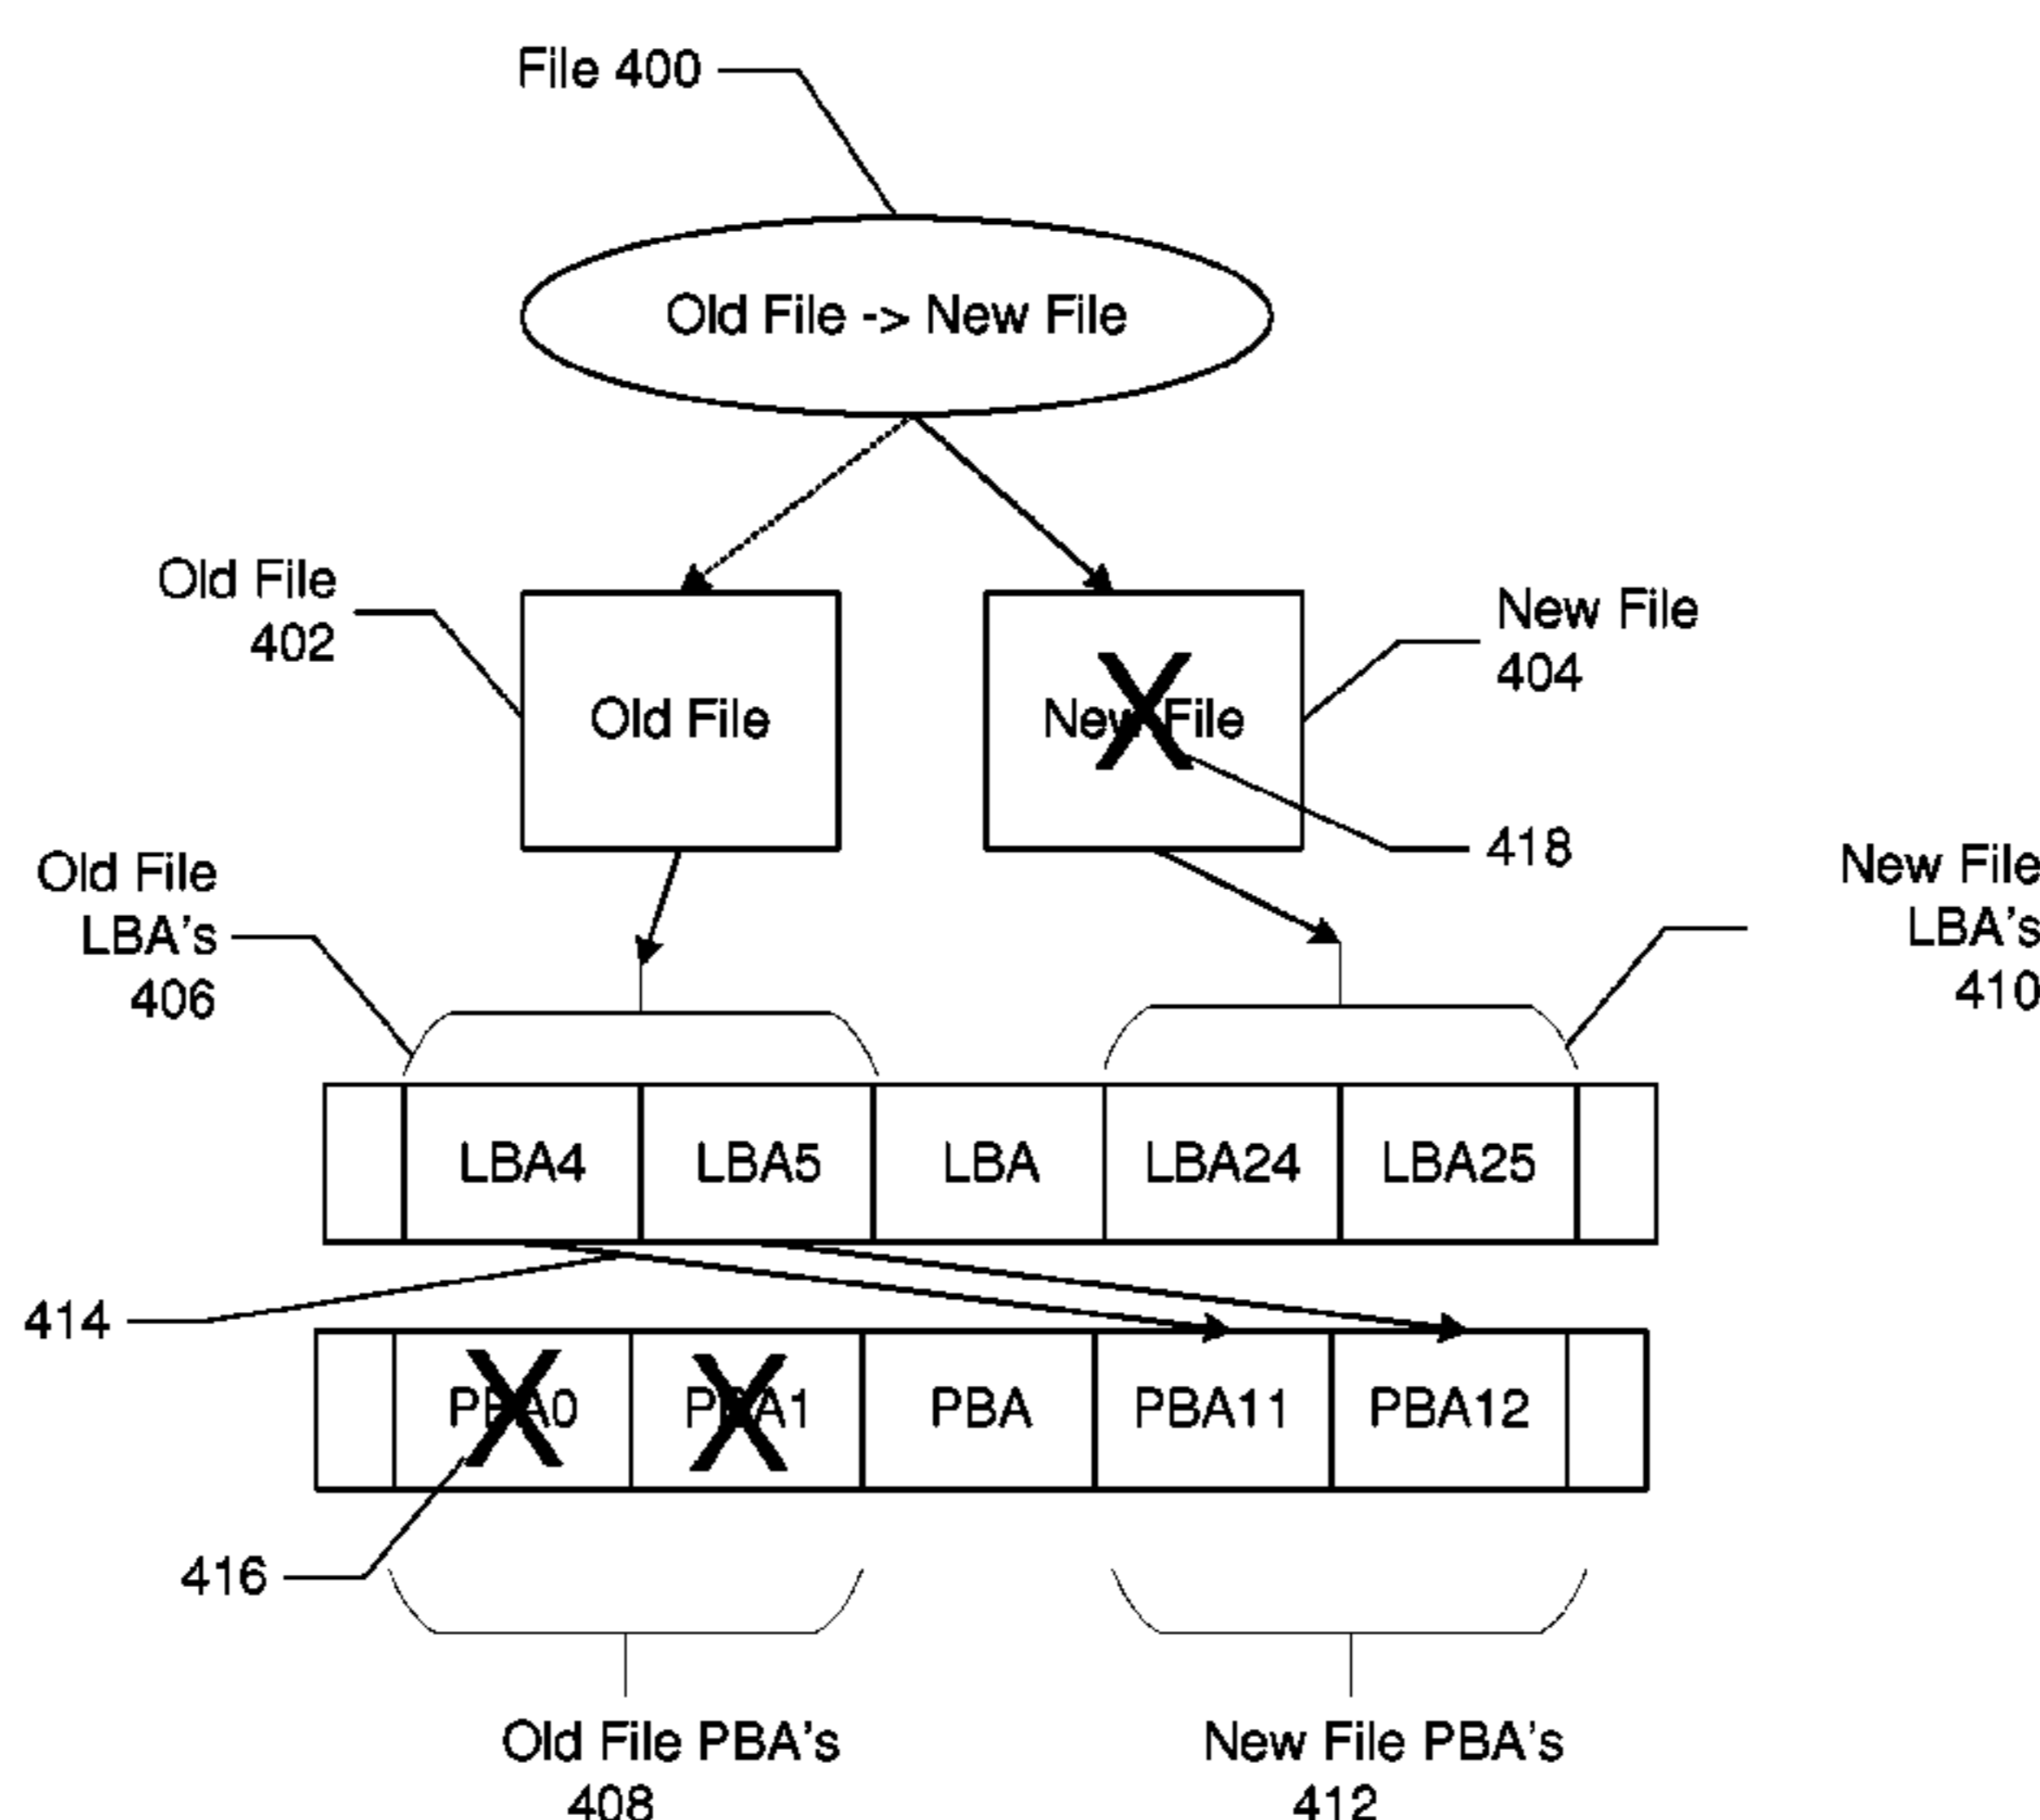 File 400
Old File -> New File
Old File
402
New File
404
Old File
New File
418
Old File
LBA's
406
New File
LBA's
410
LBA4 LBA5 LBA LBA24 LBA25
414
PBA0 PBA1 PBA PBA11 PBA12
416
Old File PBA's
408
New File PBA's
412